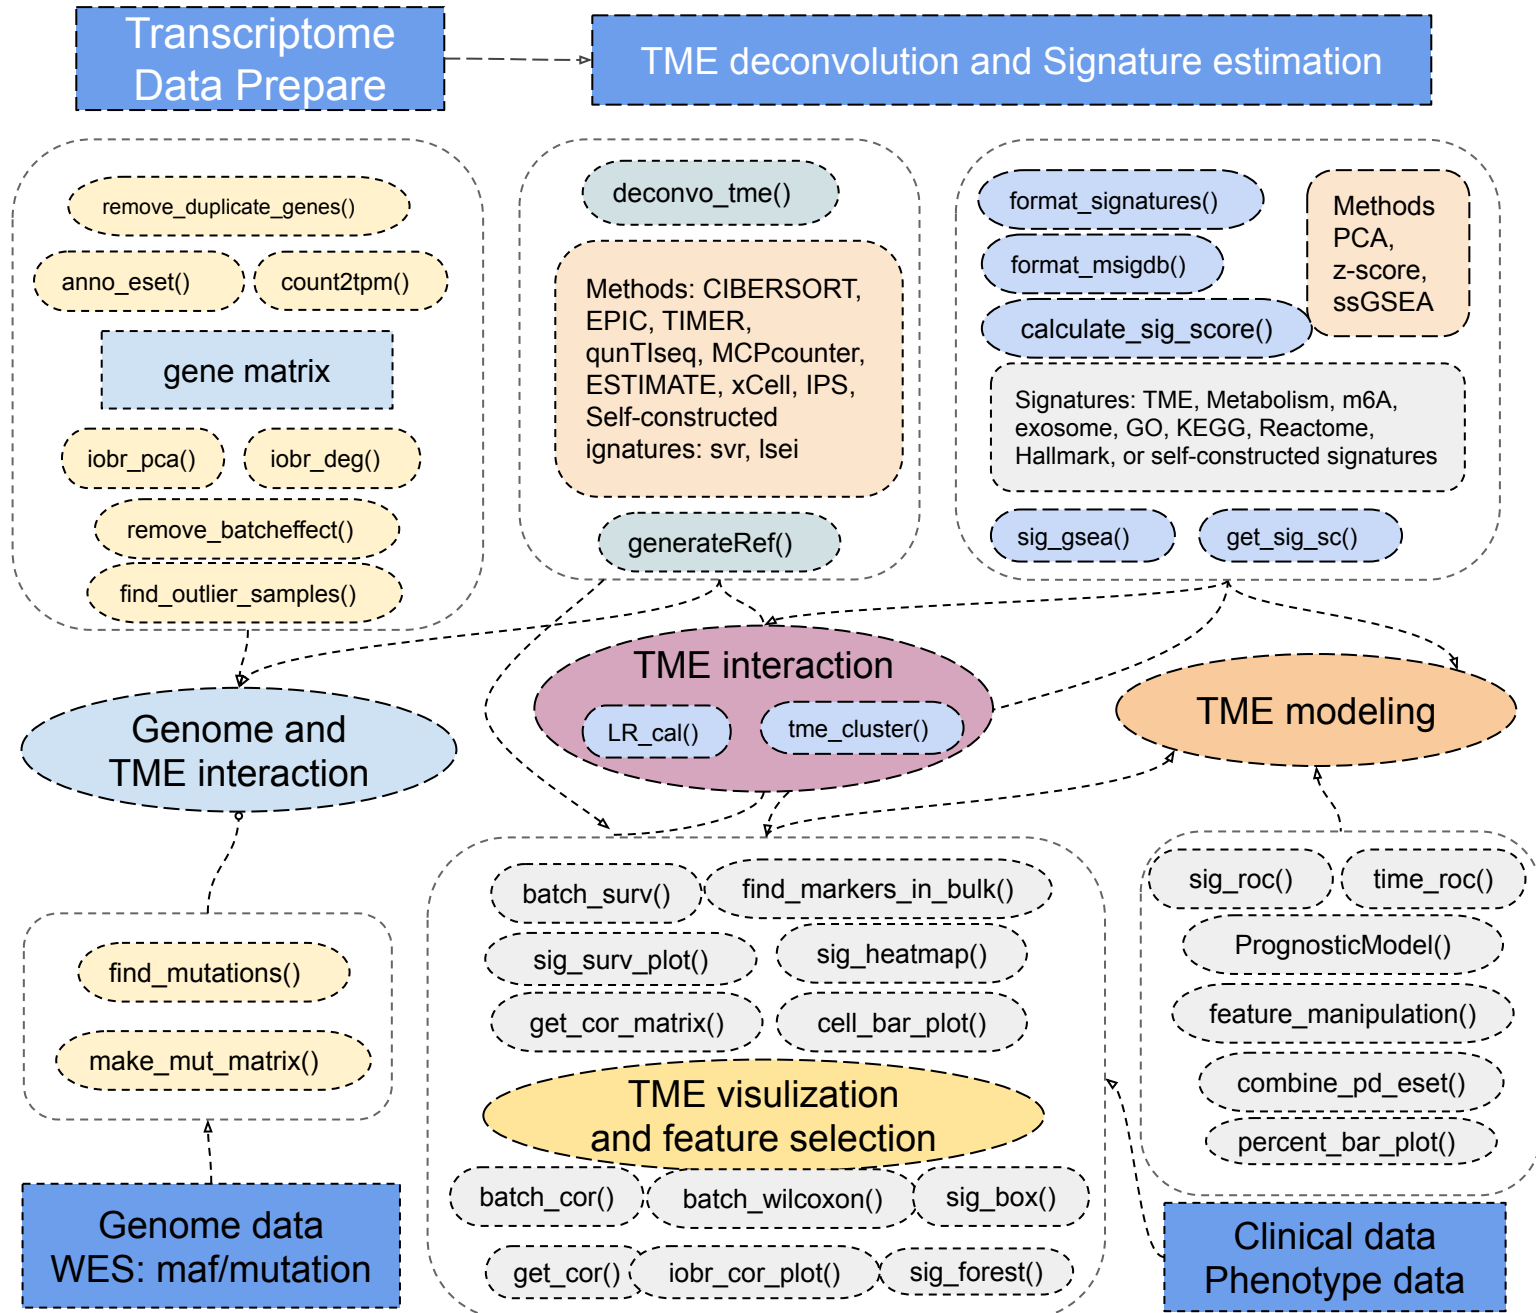 Transcriptome
Data Prepare
TME deconvolution and Signature estimation
remove_duplicate_genes()
anno_eset()
count2tpm()
gene matrix
iobr_pca()
iobr_deg()
remove_batcheffect()
find_outlier_samples()
deconvo_tme()
Methods: CIBERSORT,
EPIC, TIMER,
qunTIseq, MCPcounter,
ESTIMATE, xCell, IPS,
Self-constructed
ignatures: svr, lsei
generateRef()
format_signatures()
format_msigdb()
calculate_sig_score()
Methods
PCA,
z-score,
ssGSEA
Signatures: TME, Metabolism, m6A,
exosome, GO, KEGG, Reactome,
Hallmark, or self-constructed signatures
sig_gsea()
get_sig_sc()
Genome and
TME interaction
TME interaction
LR_cal()
tme_cluster()
TME modeling
find_mutations()
make_mut_matrix()
Genome data
WES: maf/mutation
batch_surv()
find_markers_in_bulk()
sig_surv_plot()
sig_heatmap()
get_cor_matrix()
cell_bar_plot()
TME visulization
and feature selection
batch_cor()
batch_wilcoxon()
sig_box()
get_cor()
iobr_cor_plot()
sig_forest()
sig_roc()
time_roc()
PrognosticModel()
feature_manipulation()
combine_pd_eset()
percent_bar_plot()
Clinical data
Phenotype data